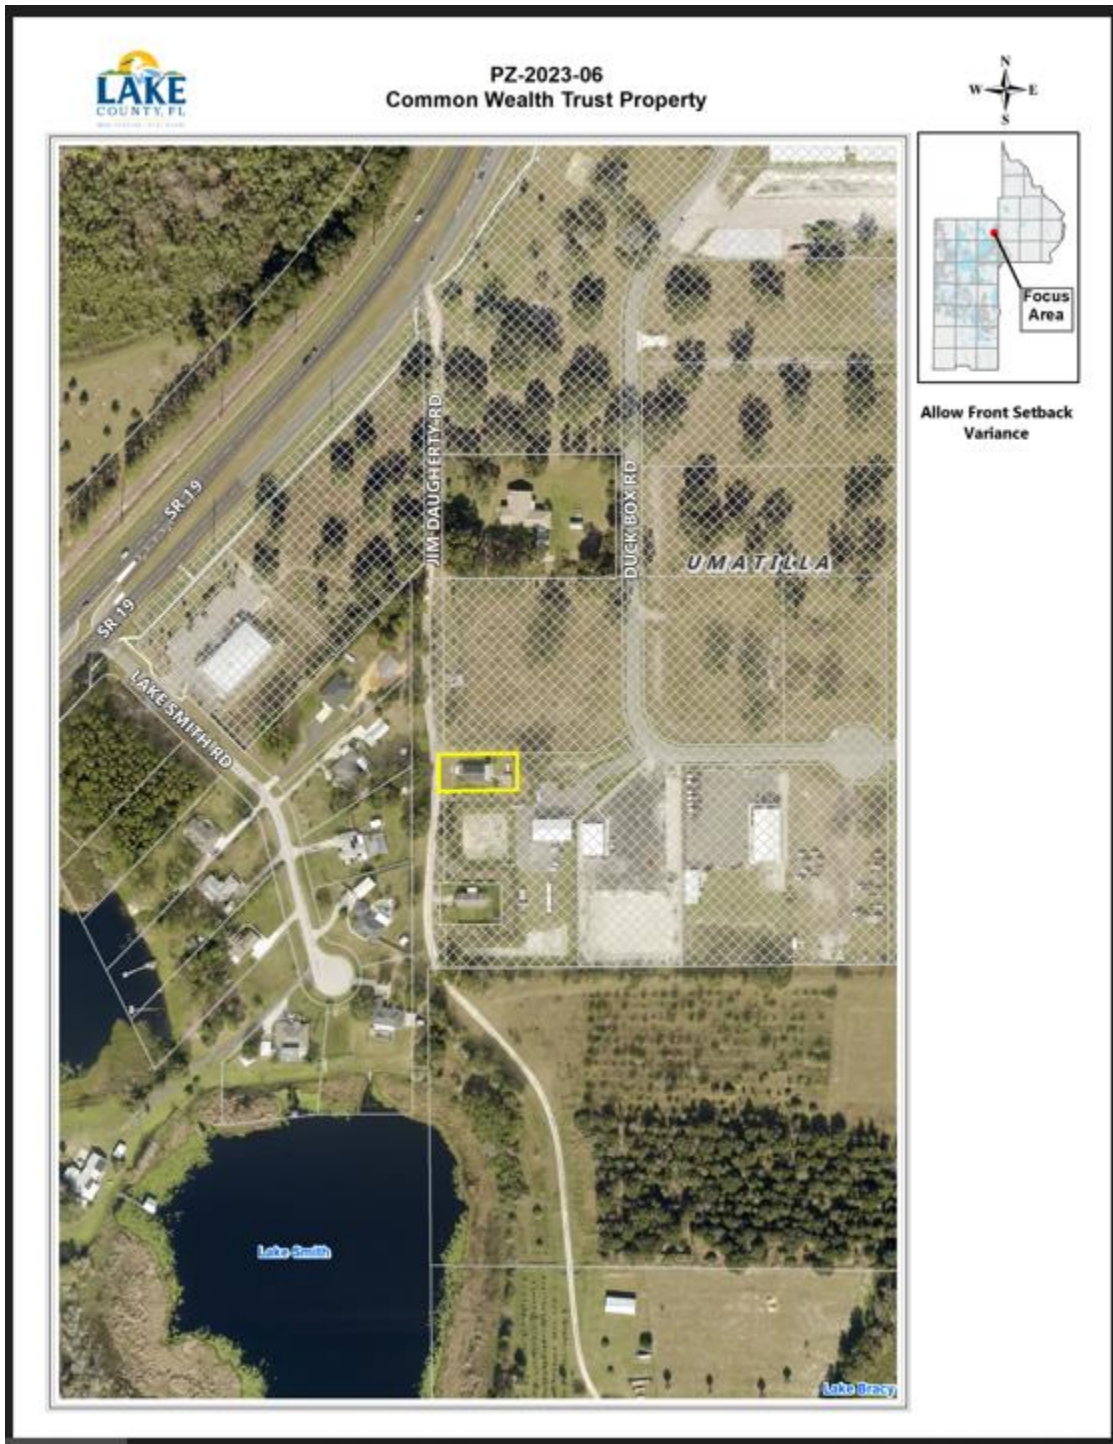 LAKE
COUNTY, FL
PZ-2023-06
Common Wealth Trust Property
N
W
E
S
Focus
Area
Allow Front Setback
Variance
SR 19
SR 19
LAKE SMITH RD
JIM DAUGHERTY RD
DUCK BOX RD
UMATILLA
Lake Smith
Lake Bracy